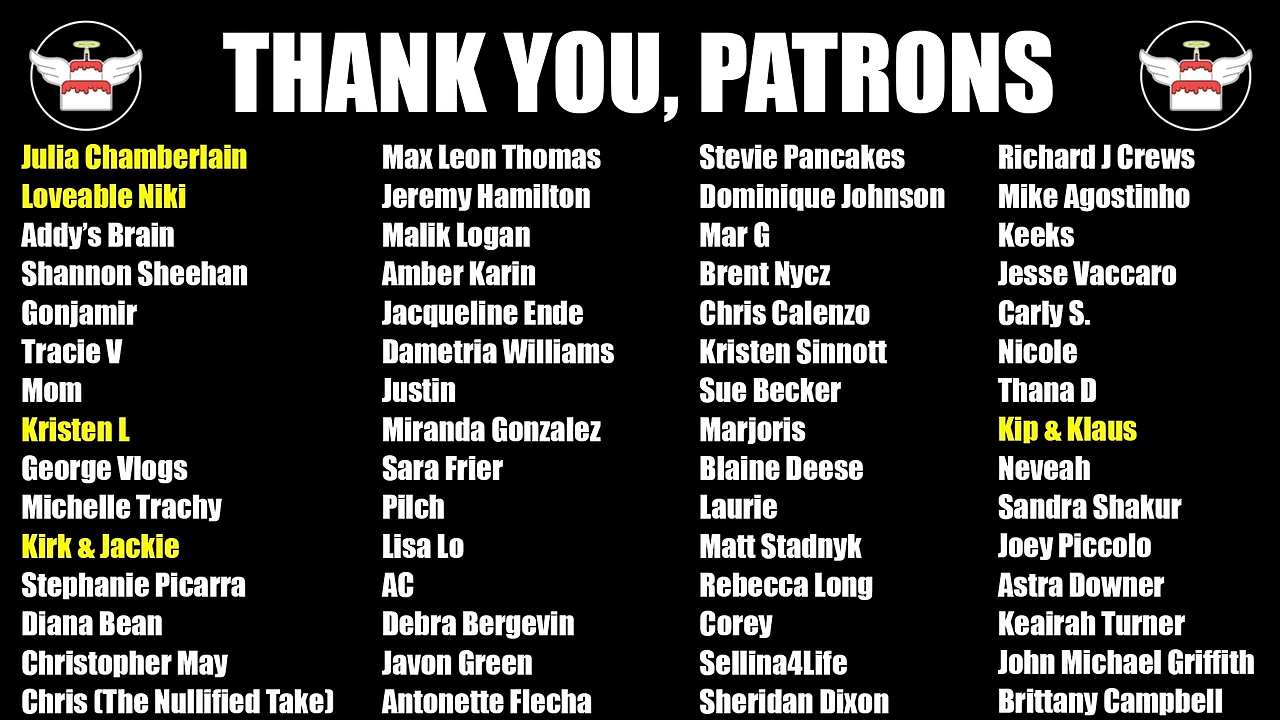 THANK YOU, PATRONS
Julia Chamberlain
Loveable Niki
Addy’s Brain
Shannon Sheehan
Gonjamir
Tracie V
Mom
Kristen L
George Vlogs
Michelle Trachy
Kirk & Jackie
Stephanie Picarra
Diana Bean
Christopher May
Chris (The Nullified Take)
Max Leon Thomas
Jeremy Hamilton
Malik Logan
Amber Karin
Jacqueline Ende
Dametria Williams
Justin
Miranda Gonzalez
Sara Frier
Pilch
Lisa Lo
AC
Debra Bergevin
Javon Green
Antonette Flecha
Stevie Pancakes
Dominique Johnson
Mar G
Brent Nycz
Chris Calenzo
Kristen Sinnott
Sue Becker
Marjoris
Blaine Deese
Laurie
Matt Stadnyk
Rebecca Long
Corey
Sellina4Life
Sheridan Dixon
Richard J Crews
Mike Agostinho
Keeks
Jesse Vaccaro
Carly S.
Nicole
Thana D
Kip & Klaus
Neveah
Sandra Shakur
Joey Piccolo
Astra Downer
Keairah Turner
John Michael Griffith
Brittany Campbell